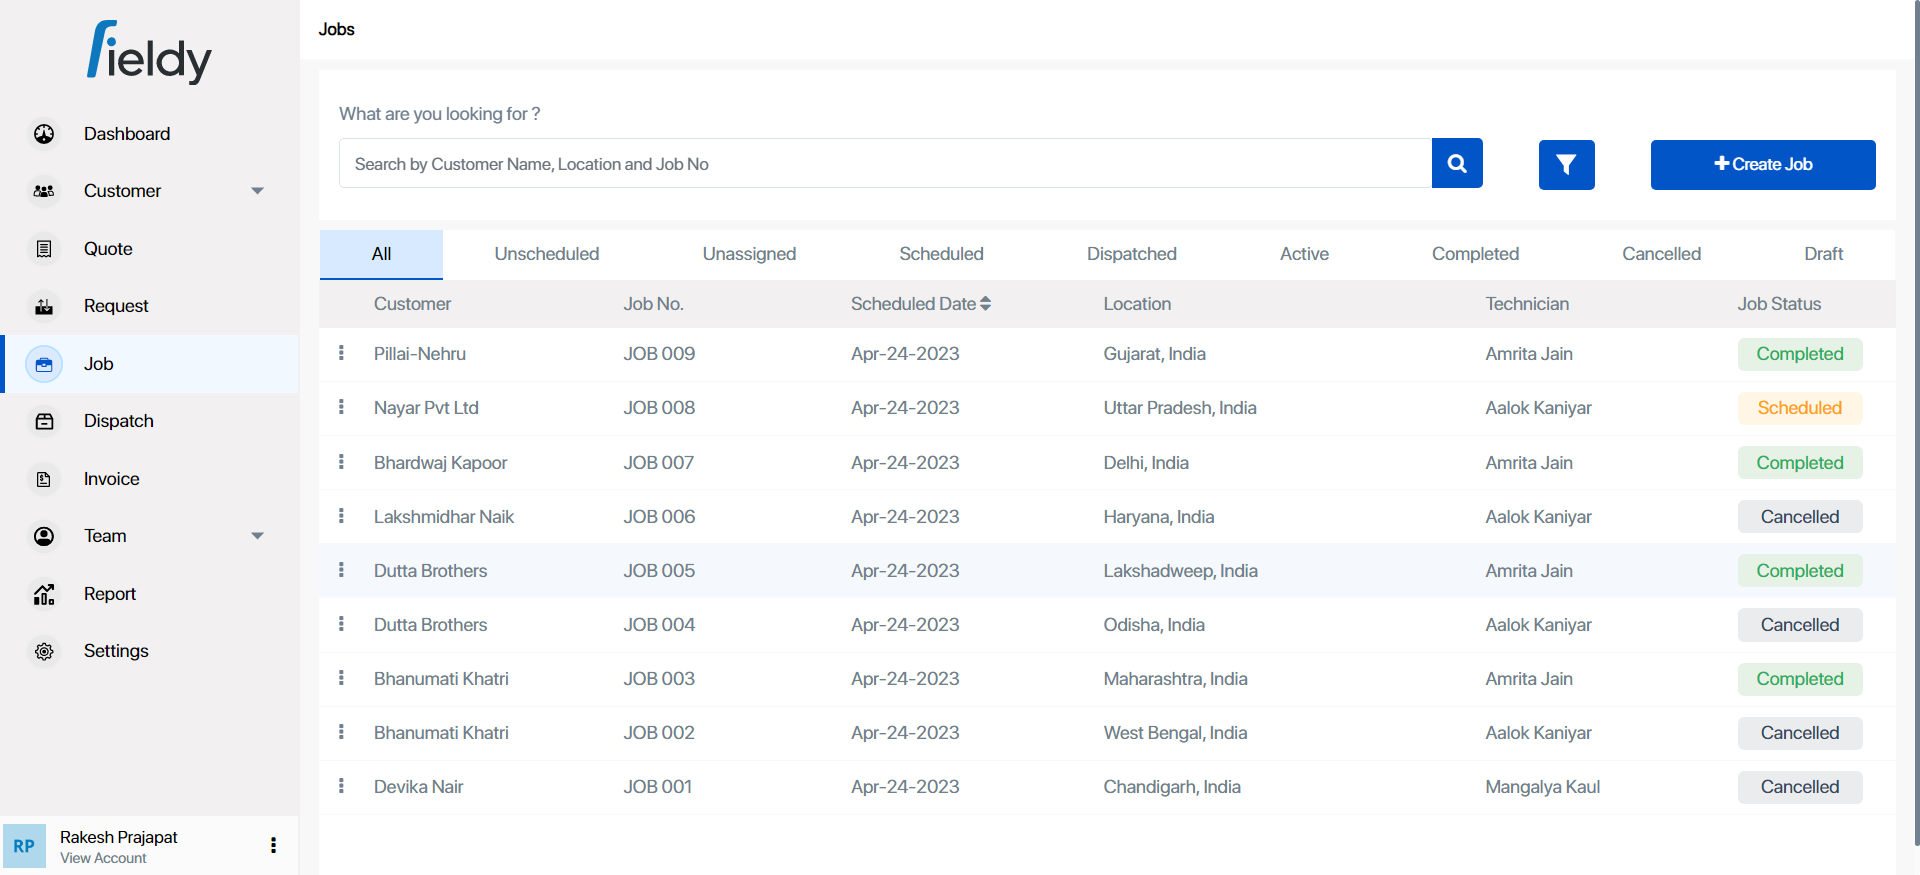 fieldy
Dashboard
Customer
Quote
Request
Job
Dispatch
Invoice
Team
Report
Settings
RP
Rakesh Prajapat
View Account
Jobs
What are you looking for ?
Search by Customer Name, Location and Job No
Create Job
All Unscheduled Unassigned Scheduled Dispatched Active Completed Cancelled Draft
Customer Job No. Scheduled Date Location Technician Job Status
Pillai-Nehru JOB 009 Apr-24-2023 Gujarat, India Amrita Jain Completed
Nayar Pvt Ltd JOB 008 Apr-24-2023 Uttar Pradesh, India Aalok Kaniyar Scheduled
Bhardwaj Kapoor JOB 007 Apr-24-2023 Delhi, India Amrita Jain Completed
Lakshmidhar Naik JOB 006 Apr-24-2023 Haryana, India Aalok Kaniyar Cancelled
Dutta Brothers JOB 005 Apr-24-2023 Lakshadweep, India Amrita Jain Completed
Dutta Brothers JOB 004 Apr-24-2023 Odisha, India Aalok Kaniyar Cancelled
Bhanumati Khatri JOB 003 Apr-24-2023 Maharashtra, India Amrita Jain Completed
Bhanumati Khatri JOB 002 Apr-24-2023 West Bengal, India Aalok Kaniyar Cancelled
Devika Nair JOB 001 Apr-24-2023 Chandigarh, India Mangalya Kaul Cancelled